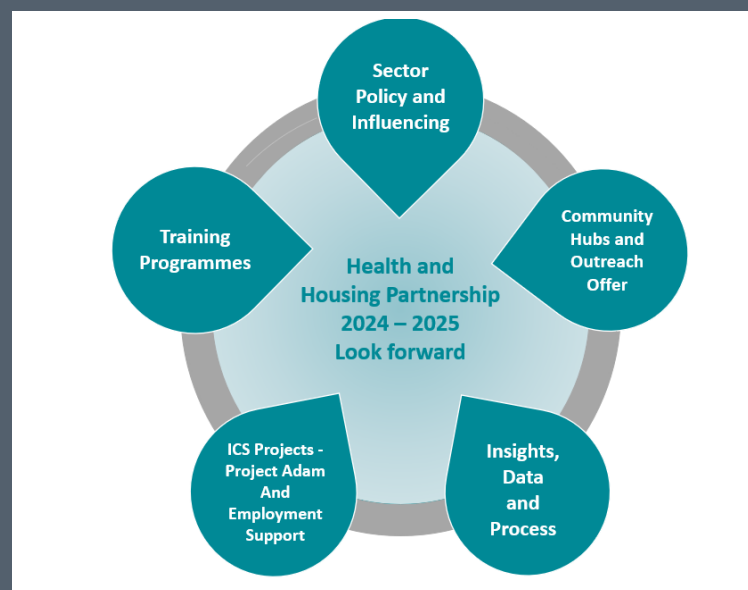 Sector
Policy and
Influencing
Community
Hubs and
Outreach
Offer
Training
Programmes
Health and
Housing Partnership
2024 – 2025
Look forward
ICS Projects -
Project Adam
And
Employment
Support
Insights,
Data
and
Process